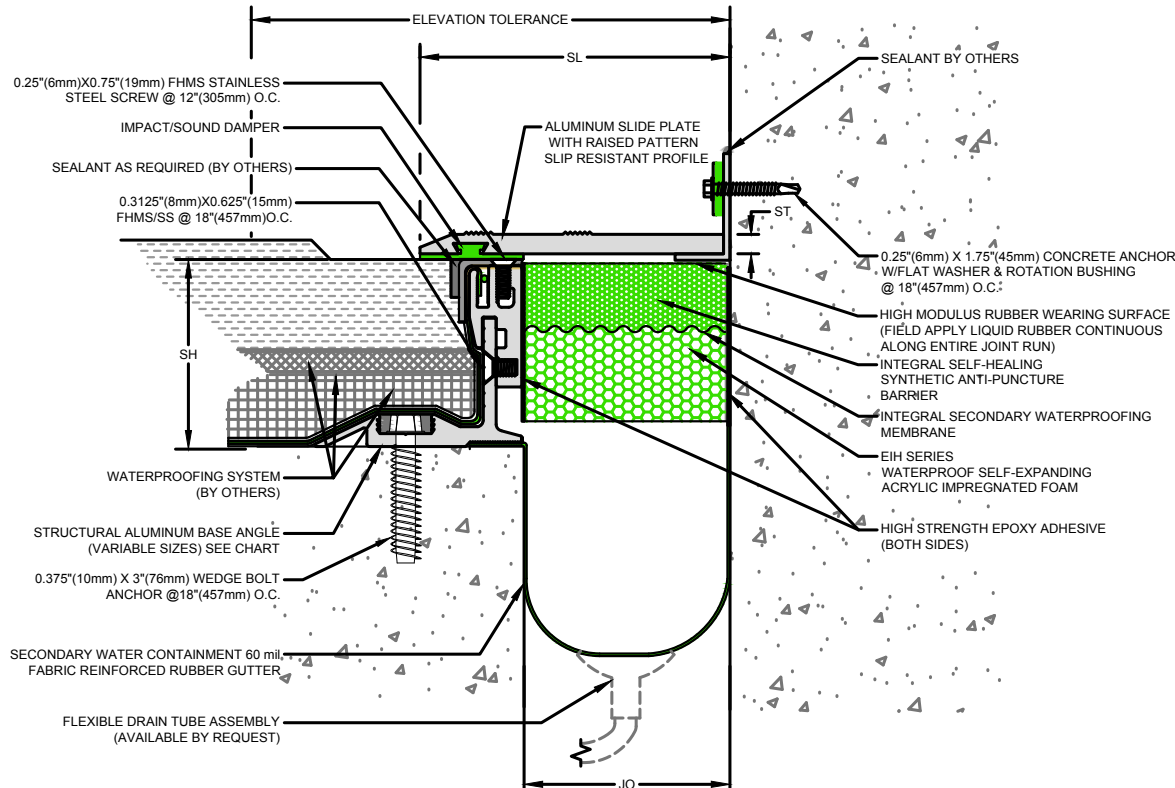 ELEVATION TOLERANCE
SL
0.25"(6mm)X0.75"(19mm) FHMS STAINLESS
STEEL SCREW @ 12"(305mm) O.C.
IMPACT/SOUND DAMPER
SEALANT AS REQUIRED (BY OTHERS)
0.3125"(8mm)X0.625"(15mm)
FHMS/SS @ 18"(457mm)O.C.
ALUMINUM SLIDE PLATE
WITH RAISED PATTERN
SLIP RESISTANT PROFILE
SEALANT BY OTHERS
ST
0.25"(6mm) X 1.75"(45mm) CONCRETE ANCHOR
W/FLAT WASHER & ROTATION BUSHING
@ 18"(457mm) O.C.
HIGH MODULUS RUBBER WEARING SURFACE
(FIELD APPLY LIQUID RUBBER CONTINUOUS
ALONG ENTIRE JOINT RUN)
INTEGRAL SELF-HEALING
SYNTHETIC ANTI-PUNCTURE
BARRIER
INTEGRAL SECONDARY WATERPROOFING
MEMBRANE
EIH SERIES
WATERPROOF SELF-EXPANDING
ACRYLIC IMPREGNATED FOAM
HIGH STRENGTH EPOXY ADHESIVE
(BOTH SIDES)
SH
WATERPROOFING SYSTEM
(BY OTHERS)
STRUCTURAL ALUMINUM BASE ANGLE
(VARIABLE SIZES) SEE CHART
0.375"(10mm) X 3"(76mm) WEDGE BOLT
ANCHOR @18"(457mm) O.C.
SECONDARY WATER CONTAINMENT 60 mil
FABRIC REINFORCED RUBBER GUTTER
FLEXIBLE DRAIN TUBE ASSEMBLY
(AVAILABLE BY REQUEST)
JO